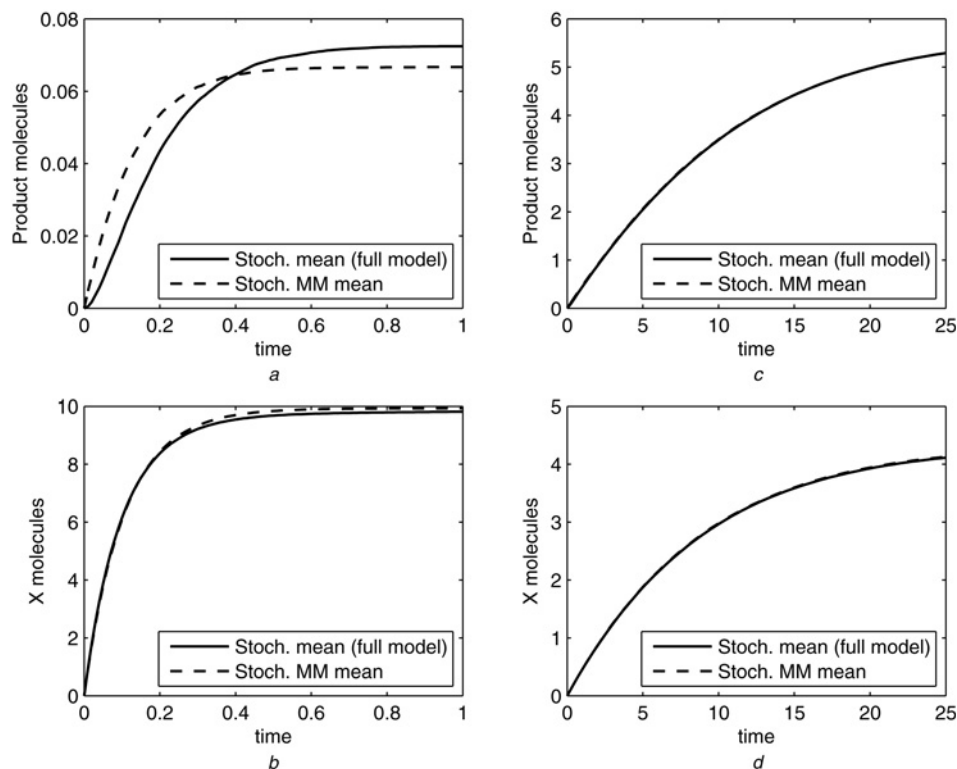 0.08
0.06
0.04
0.02
0
Product molecules
Stoch. mean (full model)
Stoch. MM mean
0 0.2 0.4 0.6 0.8 1
time
a
6
5
4
3
2
1
0
Product molecules
Stoch. mean (full model)
Stoch. MM mean
0 5 10 15 20 25
time
c
10
8
6
4
2
0
X molecules
Stoch. mean (full model)
Stoch. MM mean
0 0.2 0.4 0.6 0.8 1
time
b
5
4
3
2
1
0
X molecules
Stoch. mean (full model)
Stoch. MM mean
0 5 10 15 20 25
time
d